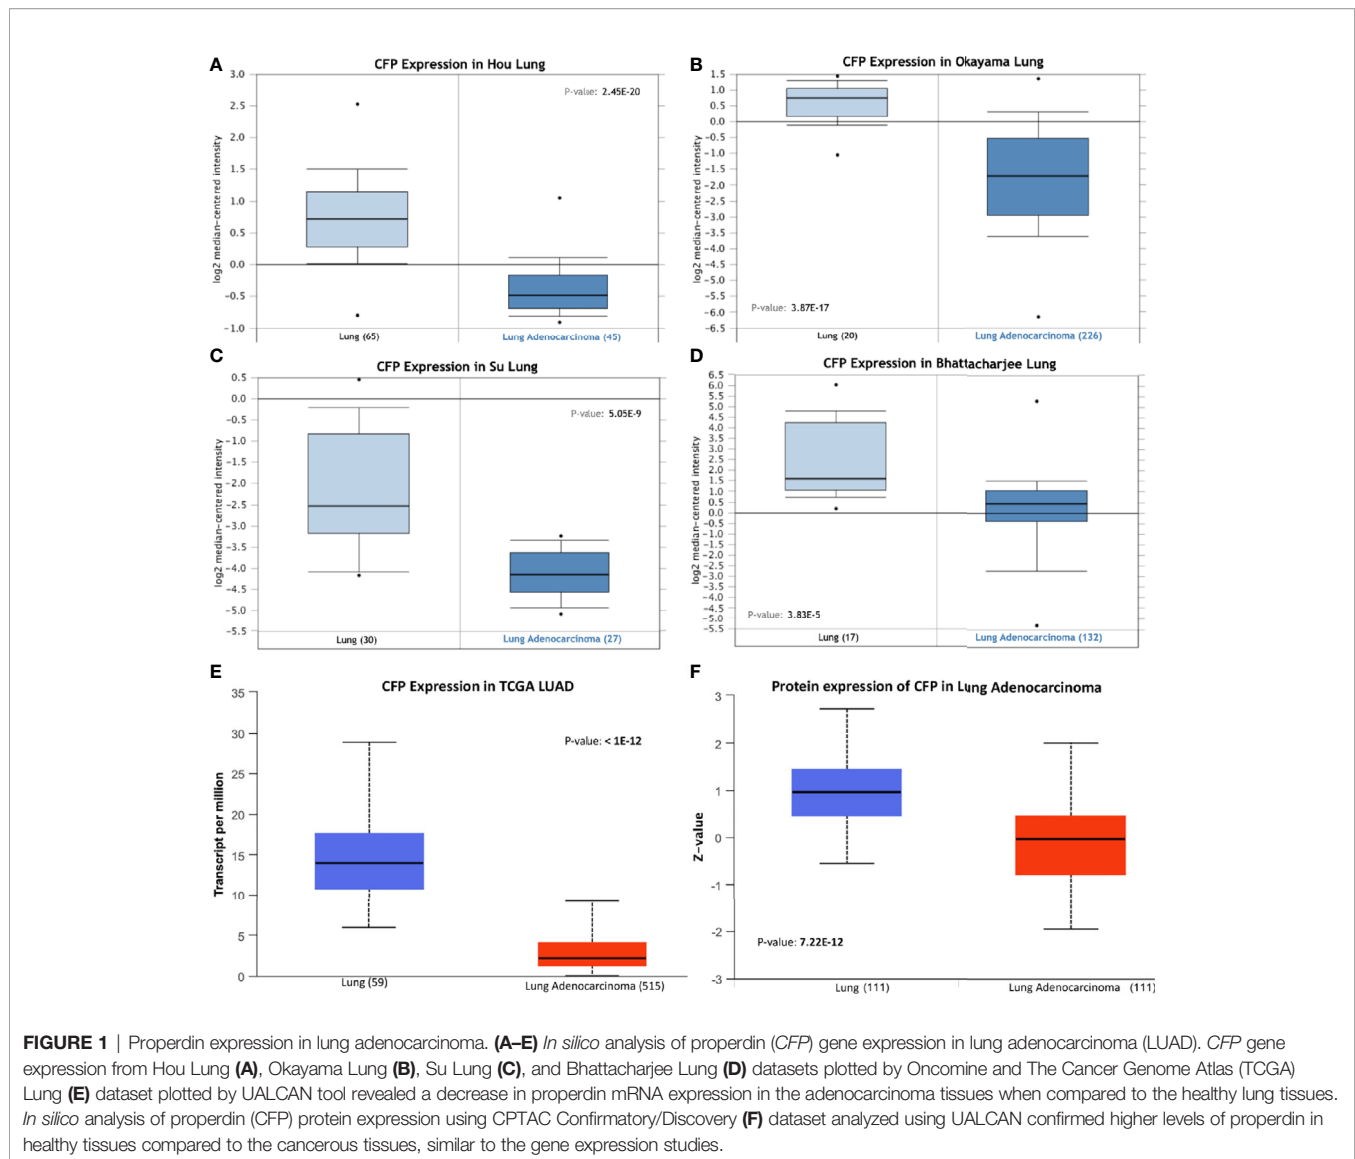 A
CFP Expression in Hou Lung
P-value: 2.45E-20
log2 median-centered intensity
3.0
2.5
2.0
1.5
1.0
0.5
0.0
-0.5
-1.0
Lung (65)
Lung Adenocarcinoma (45)
B
CFP Expression in Okayama Lung
log2 median-centered intensity
1.5
1.0
0.5
0.0
-0.5
-1.0
-1.5
-2.0
-2.5
-3.0
-3.5
-4.5
-5.0
-5.5
-6.0
-6.5
P-value: 3.87E-17
Lung (20)
Lung Adenocarcinoma (226)
C
CFP Expression in Su Lung
P-value: 5.05E-9
log2 median-centered intensity
0.5
0.0
-0.5
-1.0
-1.5
-2.0
-2.5
-3.0
-3.5
-4.0
-4.5
-5.0
-5.5
Lung (30)
Lung Adenocarcinoma (27)
D
CFP Expression in Bhattacharjee Lung
log2 median-centered intensity
6.5
6.0
5.5
5.0
4.5
4.0
3.5
3.0
2.5
2.0
1.5
1.0
0.5
0.0
-0.5
-1.0
-1.5
-2.0
-2.5
-3.0
-3.5
-4.0
-4.5
-5.0
-5.5
P-value: 3.83E-5
Lung (17)
Lung Adenocarcinoma (132)
E
CFP Expression in TCGA LUAD
P-value: < 1E-12
Transcript per million
35
30
25
20
15
10
5
0
Lung (59)
Lung Adenocarcinoma (515)
F
Protein expression of CFP in Lung Adenocarcinoma
Z-value
3
2
1
0
-1
-2
-3
P-value: 7.22E-12
Lung (111)
Lung Adenocarcinoma (111)
FIGURE 1 | Properdin expression in lung adenocarcinoma. (A–E) In silico analysis of properdin (CFP) gene expression in lung adenocarcinoma (LUAD). CFP gene
expression from Hou Lung (A), Okayama Lung (B), Su Lung (C), and Bhattacharjee Lung (D) datasets plotted by Oncomine and The Cancer Genome Atlas (TCGA)
Lung (E) dataset plotted by UALCAN tool revealed a decrease in properdin mRNA expression in the adenocarcinoma tissues when compared to the healthy lung tissues.
In silico analysis of properdin (CFP) protein expression using CPTAC Confirmatory/Discovery (F) dataset analyzed using UALCAN confirmed higher levels of properdin in
healthy tissues compared to the cancerous tissues, similar to the gene expression studies.